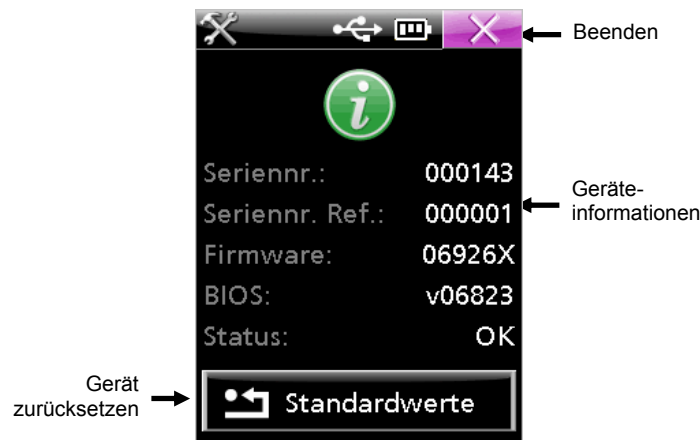 Beenden
Seriennr.: 000143
Seriennr. Ref.: 000001
Geräte-
informationen
Firmware: 06926X
BIOS: v06823
Status: OK
Gerät
zurücksetzen
Standardwerte